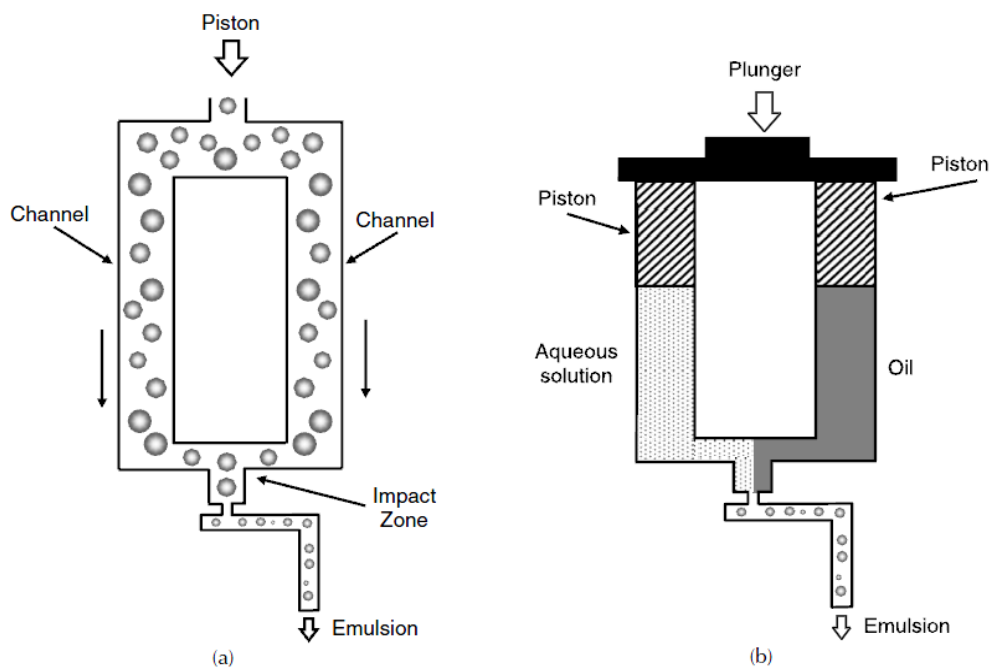 Piston
Channel
Channel
Impact
Zone
Emulsion
(a)
Plunger
Piston
Piston
Aqueous
solution
Oil
Emulsion
(b)